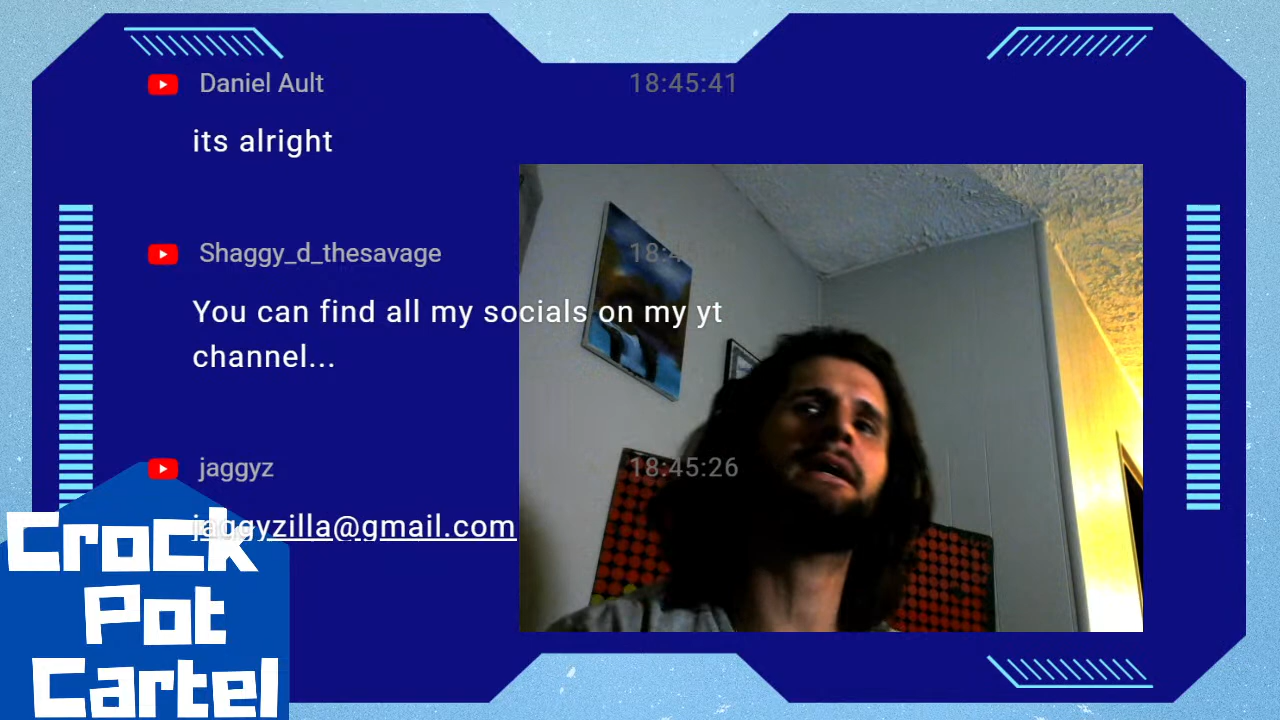 Daniel Ault 18:45:41
its alright
Shaggy_d_thesavage
You can find all my socials on my yt
channel...
jaggyz 18:45:26
jaggyzilla@gmail.com
Crock
Pot
Cartel